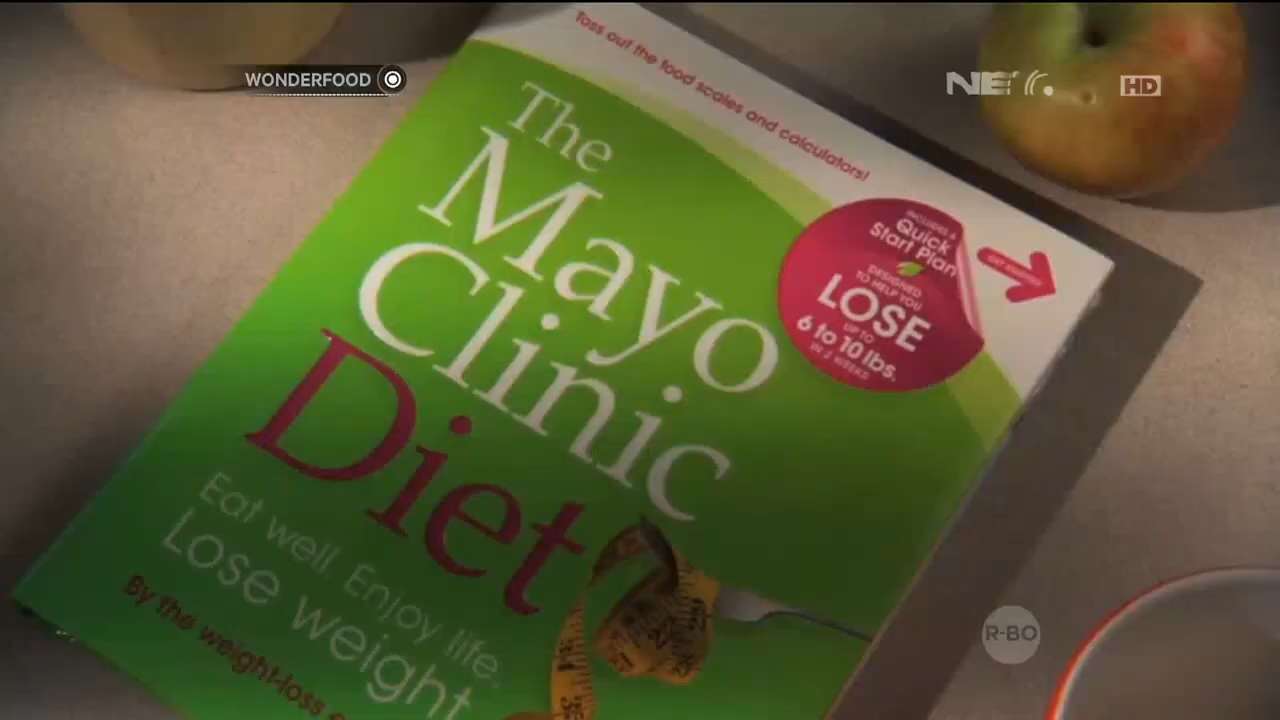 WONDERFOOD
NE
HD
Toss out the food scales and calculators!
The
Mayo
Clinic
Diet
INCLUDES A
Quick
Start Plan
DESIGNED
TO HELP YOU
LOSE
UP TO
6 to 10 lbs.
IN 2 WEEKS
Eat well. Enjoy life.
Lose weight.
By the weight-loss
R-BO